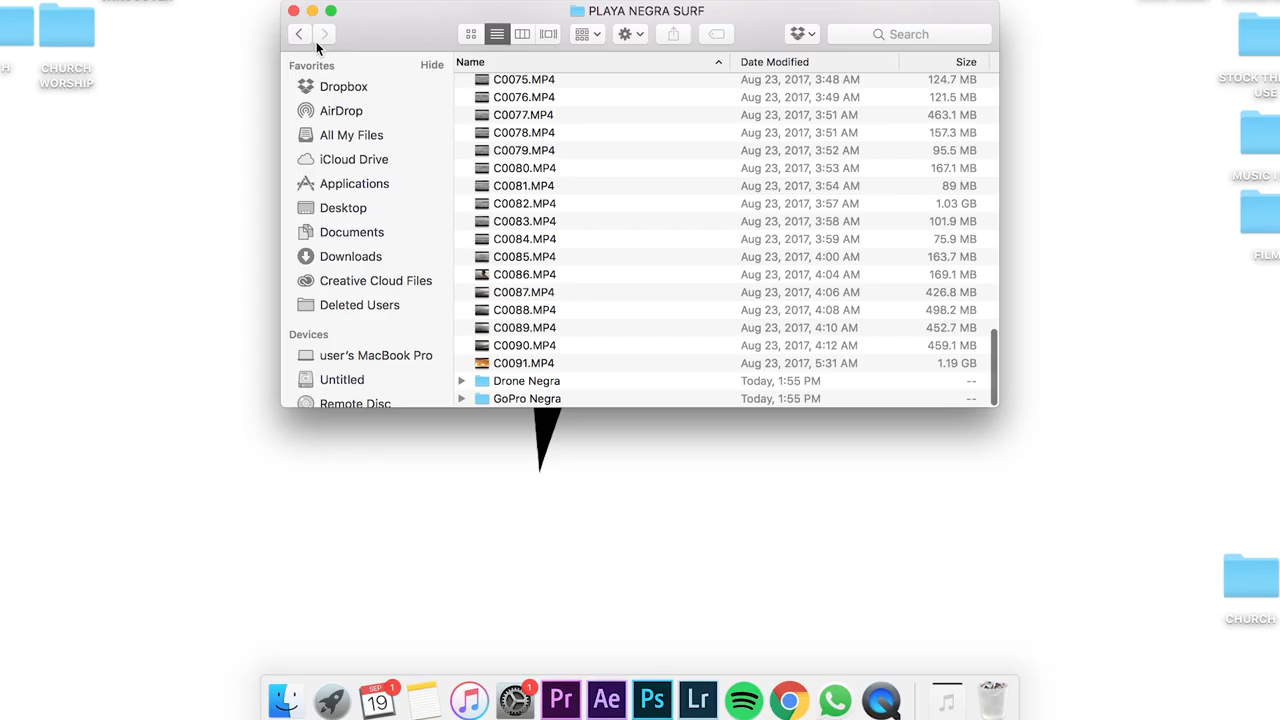 PLAYA NEGRA SURF
Search
Favorites
Hide
Dropbox
AirDrop
All My Files
iCloud Drive
Applications
Desktop
Documents
Downloads
Creative Cloud Files
Deleted Users
Devices
user's MacBook Pro
Untitled
Remote Disc
Name Date Modified Size
C0075.MP4 Aug 23, 2017, 3:48 AM 124.7 MB
C0076.MP4 Aug 23, 2017, 3:49 AM 121.5 MB
C0077.MP4 Aug 23, 2017, 3:51 AM 463.1 MB
C0078.MP4 Aug 23, 2017, 3:51 AM 157.3 MB
C0079.MP4 Aug 23, 2017, 3:52 AM 95.5 MB
C0080.MP4 Aug 23, 2017, 3:53 AM 167.1 MB
C0081.MP4 Aug 23, 2017, 3:54 AM 89 MB
C0082.MP4 Aug 23, 2017, 3:57 AM 1.03 GB
C0083.MP4 Aug 23, 2017, 3:58 AM 101.9 MB
C0084.MP4 Aug 23, 2017, 3:59 AM 75.9 MB
C0085.MP4 Aug 23, 2017, 4:00 AM 163.7 MB
C0086.MP4 Aug 23, 2017, 4:04 AM 169.1 MB
C0087.MP4 Aug 23, 2017, 4:06 AM 426.8 MB
C0088.MP4 Aug 23, 2017, 4:08 AM 498.2 MB
C0089.MP4 Aug 23, 2017, 4:10 AM 452.7 MB
C0090.MP4 Aug 23, 2017, 4:12 AM 459.1 MB
C0091.MP4 Aug 23, 2017, 5:31 AM 1.19 GB
Drone Negra Today, 1:55 PM --
GoPro Negra Today, 1:55 PM --
H
CHURCH
WORSHIP
STOCK TH
USE
MUSIC
FILM
CHURCH
SEP
19
1
1
Pr
Ae
Ps
Lr